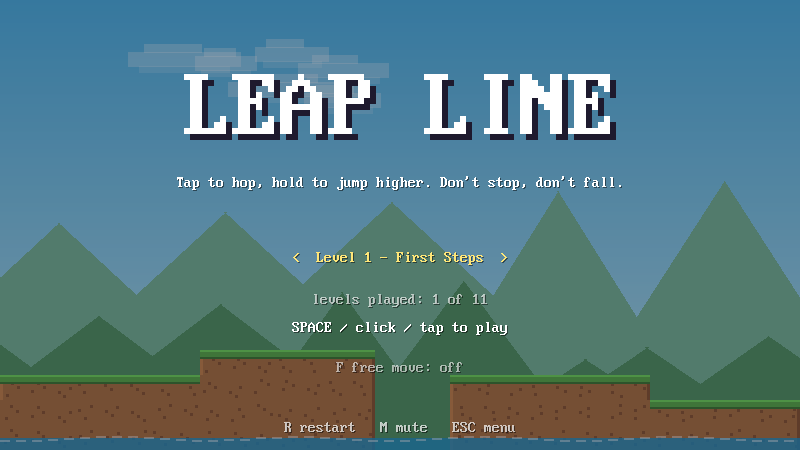 LEAP LINE
Tap to hop, hold to jump higher. Don't stop, don't fall.
< Level 1 - First Steps >
levels played: 1 of 11
SPACE / click / tap to play
F free move: off
R restart M mute ESC menu